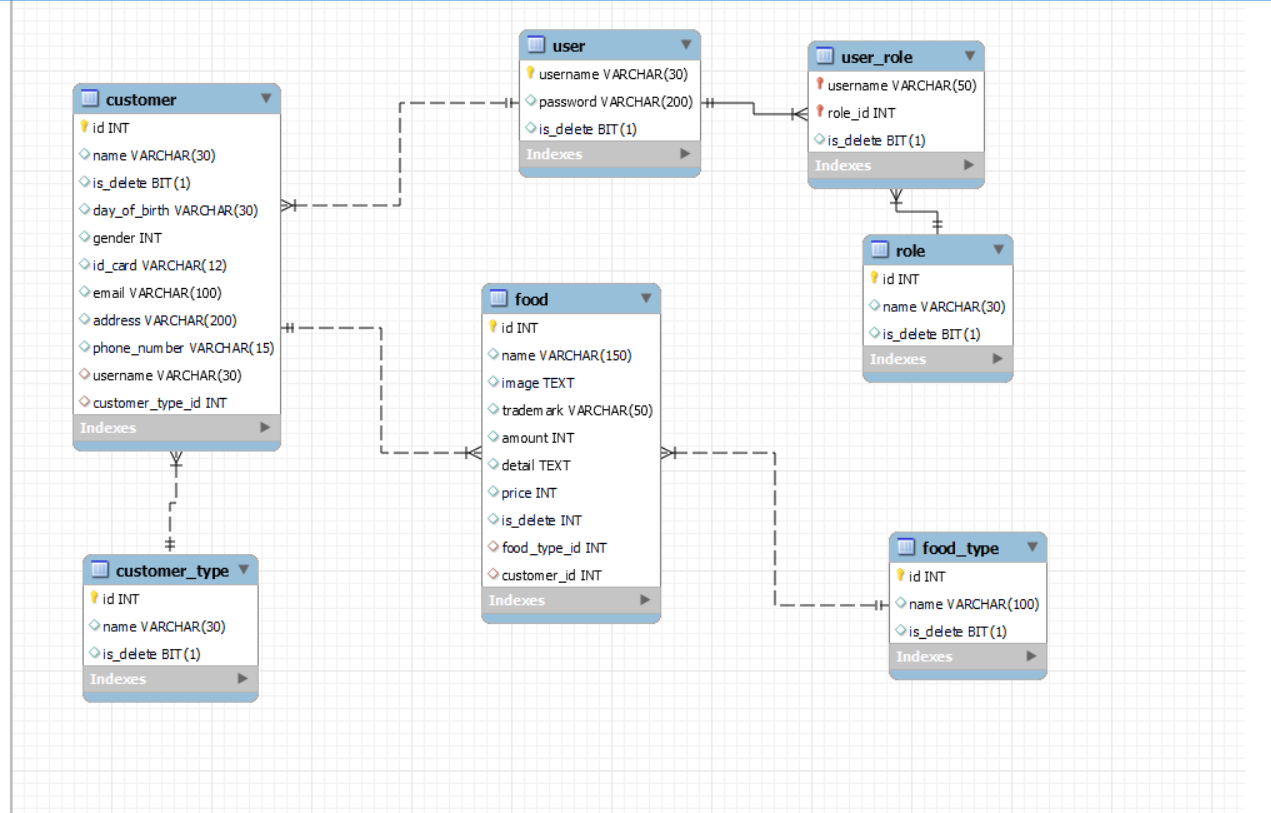 customer
id INT
name VARCHAR(30)
is_delete BIT(1)
day_of_birth VARCHAR(30)
gender INT
id_card VARCHAR(12)
email VARCHAR(100)
address VARCHAR(200)
phone_number VARCHAR(15)
username VARCHAR(30)
customer_type_id INT
Indexes
customer_type
id INT
name VARCHAR(30)
is_delete BIT(1)
Indexes
user
username VARCHAR(30)
password VARCHAR(200)
is_delete BIT(1)
Indexes
food
id INT
name VARCHAR(150)
image TEXT
trademark VARCHAR(50)
amount INT
detail TEXT
price INT
is_delete INT
food_type_id INT
customer_id INT
Indexes
user_role
username VARCHAR(50)
role_id INT
is_delete BIT(1)
Indexes
role
id INT
name VARCHAR(30)
is_delete BIT(1)
Indexes
food_type
id INT
name VARCHAR(100)
is_delete BIT(1)
Indexes